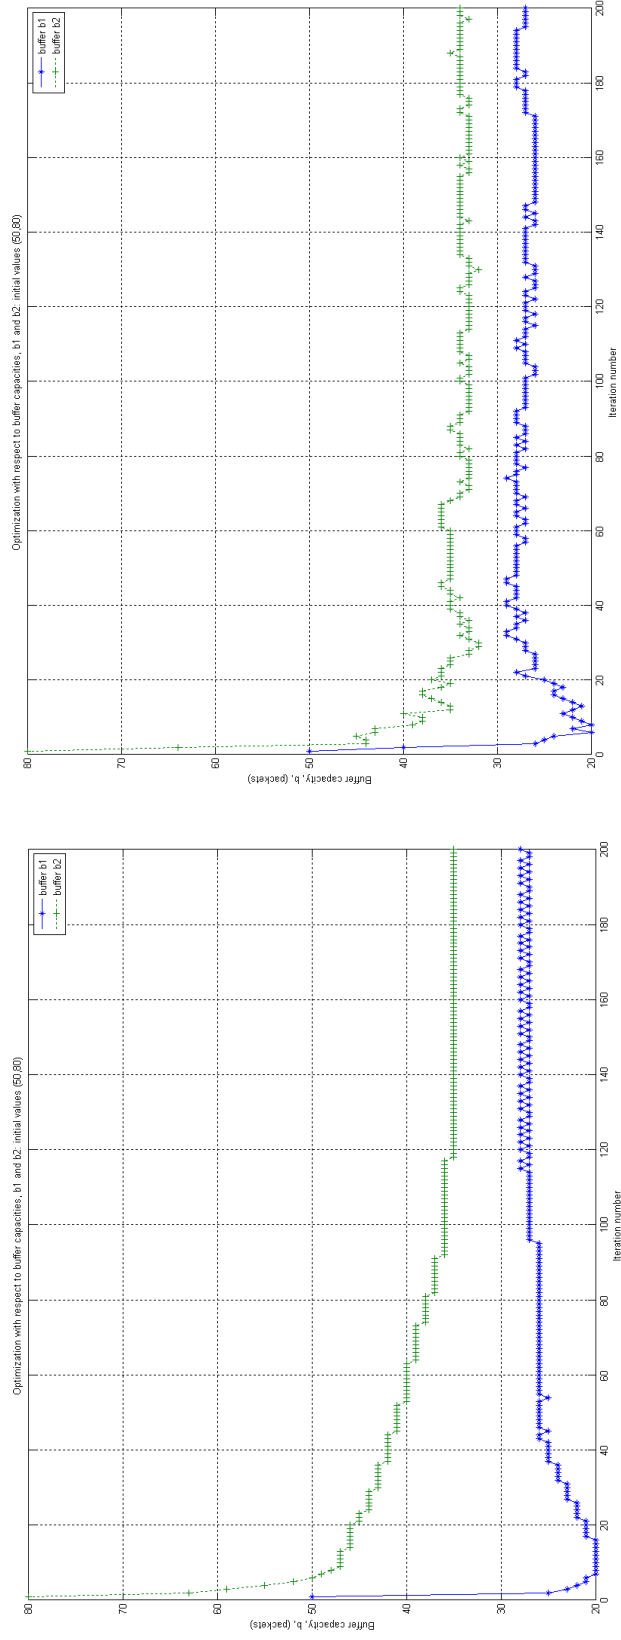 Optimization with respect to buffer capacities, b1 and b2: initial values (50,80)
buffer b1
buffer b2
80
70
60
50
40
30
20
Buffer capacity, b, b (packets)
0 20 40 60 80 100 120 140 160 180 200
Iteration number
Optimization with respect to buffer capacities, b1 and b2: initial values (50,80)
buffer b1
buffer b2
80
70
60
50
40
30
20
Buffer capacity, b, b (packets)
0 20 40 60 80 100 120 140 160 180 200
Iteration number